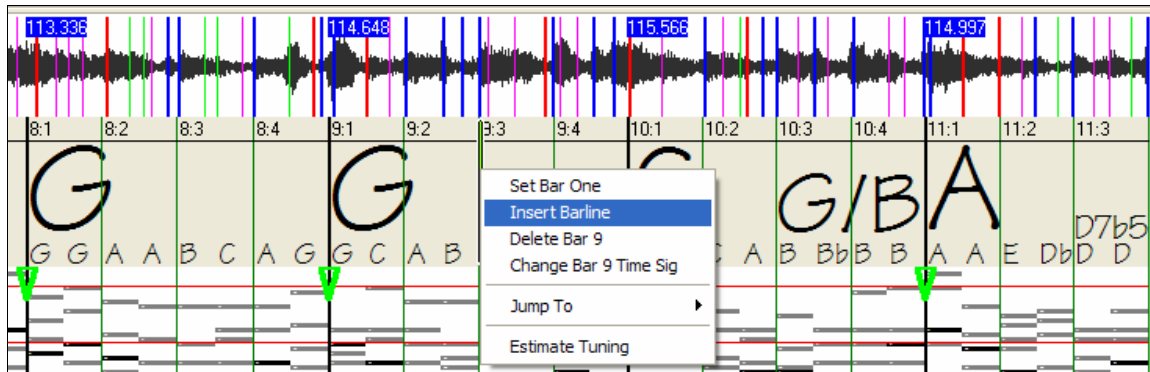 113.336 114.648 115.566 114.997
8:1 8:2 8:3 8:4 9:1 9:2 9:3 9:4 10:1 10:2 10:3 10:4 11:1 11:2 11:3
G G G/B A
D7b5
G G A A B C A G G C A B A B Bb B B A A E Db D D
Set Bar One
Insert Barline
Delete Bar 9
Change Bar 9 Time Sig
Jump To
Estimate Tuning